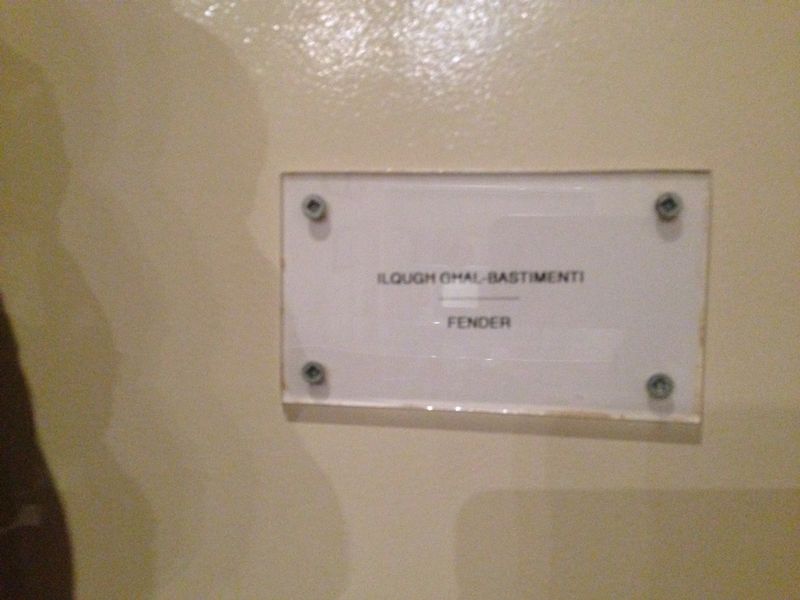 ILQUGH GHAL-BASTIMENTI
FENDER